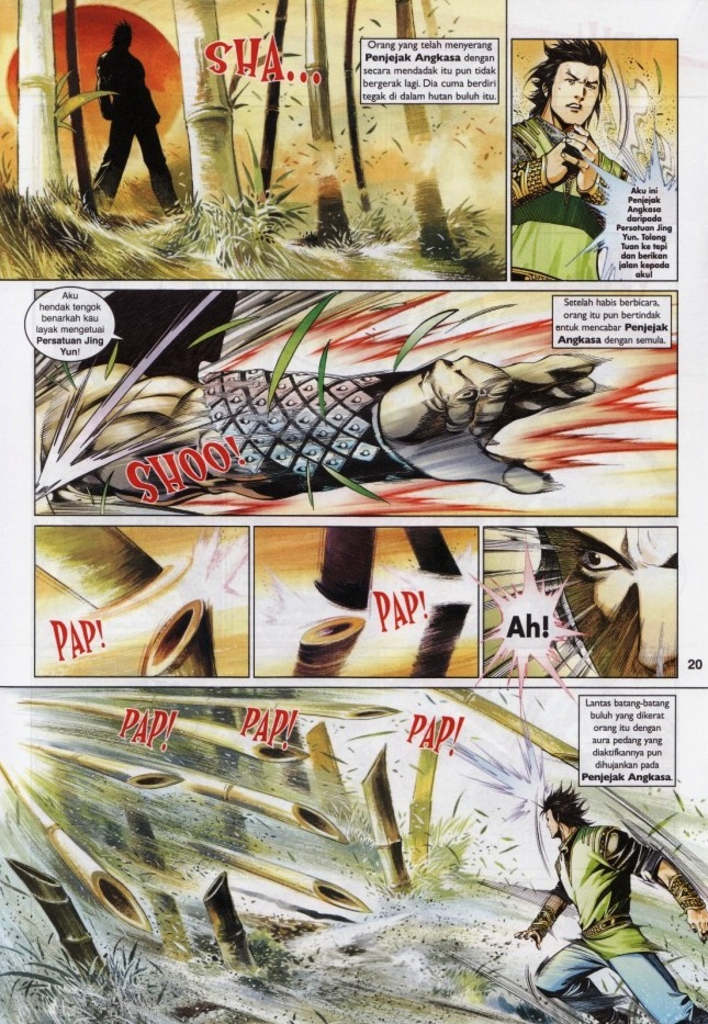 SHA...
Orang yang telah menyerang
Penjejak Angkasa dengan
secara mendadak itu pun tidak
bergerak lagi. Dia cuma berdiri
tegak di dalam hutan buluh itu.
Aku ini
Penjejak
Angkasa
daripada
Persatuan Jing
Yun. Tolong
Tuan ke tepi
dan berikan
jalan kepada
aku!
Aku
hendak tengok
benarkah kau
layak mengetuai
Persatuan Jing
Yun!
Setelah habis berbicara,
orang itu pun bertindak
untuk mencabar Penjejak
Angkasa dengan semula.
SHOO!
PAP!
PAP!
Ah!
20
PAP!
PAP!
PAP!
Lantas batang-batang
buluh yang dikerat
orang itu dengan
aura pedang yang
diaktifkannya pun
dihujankan pada
Penjejak Angkasa.